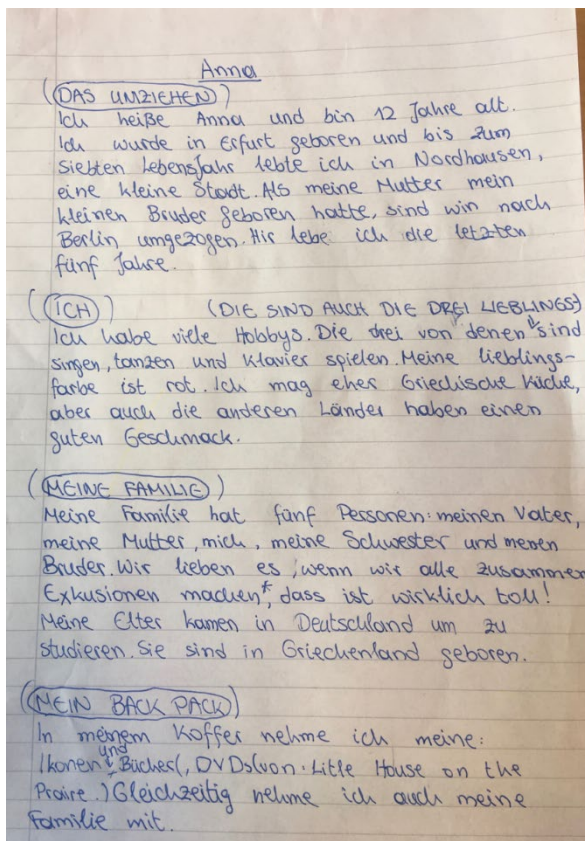 Anna
(DAS UMZIEHEN)
Ich heiße Anna und bin 12 Jahre alt.
Ich wurde in Erfurt geboren und bis zum
siebten Lebensjahr lebte ich in Nordhausen,
eine kleine Stadt. Als meine Mutter mein
kleinen Bruder geboren hatte, sind wir nach
Berlin umgezogen. Hir lebe ich die letzten
fünf Jahre.
(ICH) (DIE SIND AUCH DIE DREI LIEBLINGS)
Ich habe viele Hobbys. Die drei von denen sind
singen, tanzen und Klavier spielen. Meine lieblings-
farbe ist rot. Ich mag eher Griechische Küche,
aber auch die anderen Länder haben einen
guten Geschmack.
(MEINE FAMILIE)
Meine Familie hat fünf Personen: meinen Vater,
meine Mutter, mich, meine Schwester und meinen
Bruder. Wir lieben es, wenn wir alle zusammen
Exkusionen machen*, dass ist wirklich toll!
Meine Elter kamen in Deutschland um zu
studieren. Sie sind in Griechenland geboren.
(MEIN BACK PACK)
In meinem Koffer nehme ich meine:
Ikonen und Bücher(, DVDs(von: Litle House on the
Praire.) Gleichzeitig nehme ich auch meine
Familie mit.